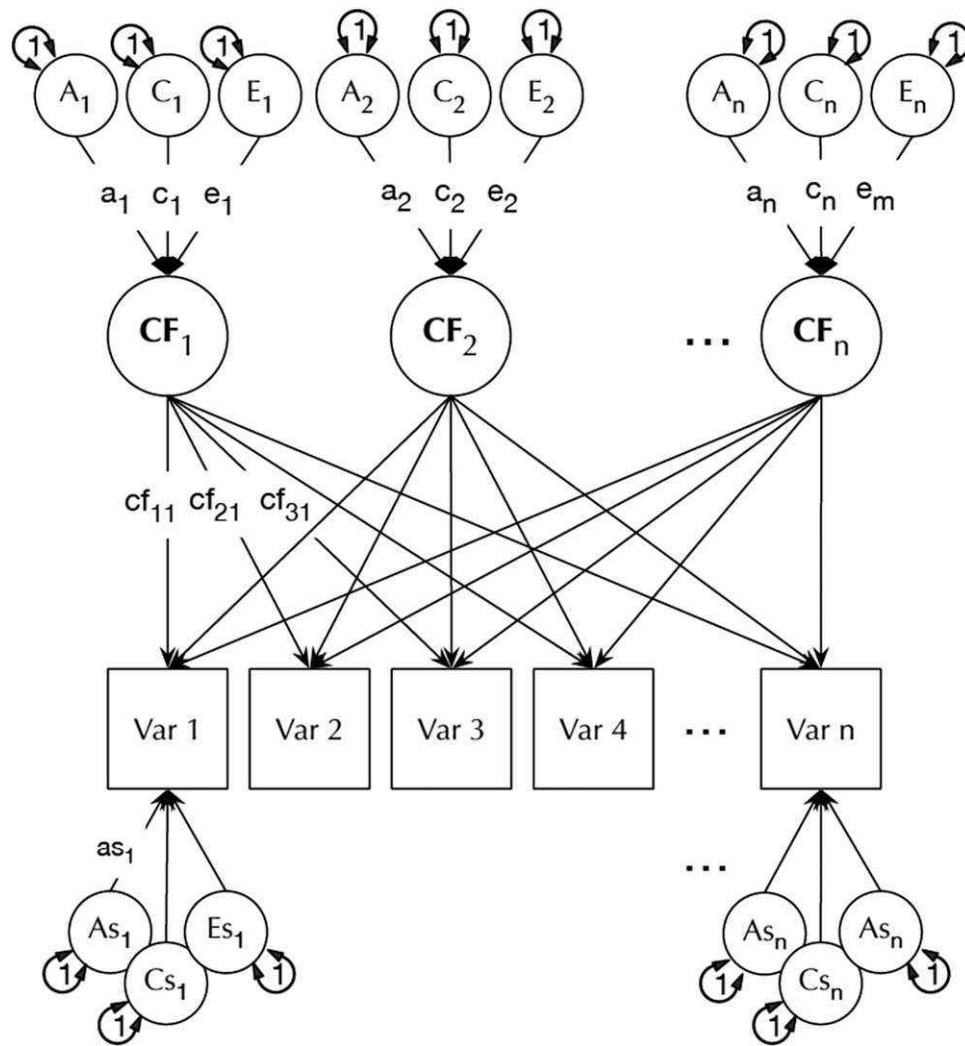 1 1 1 1 1 1 1 1 1
A1 C1 E1 A2 C2 E2 An Cn En
a1 c1 e1 a2 c2 e2 an cn em
CF1 CF2 ... CFn
cf11 cf21 cf31
Var 1 Var 2 Var 3 Var 4 ... Var n
as1 ...
As1 Es1 Asn Asn
Cs1 Csn
1 1 1 1
1 1